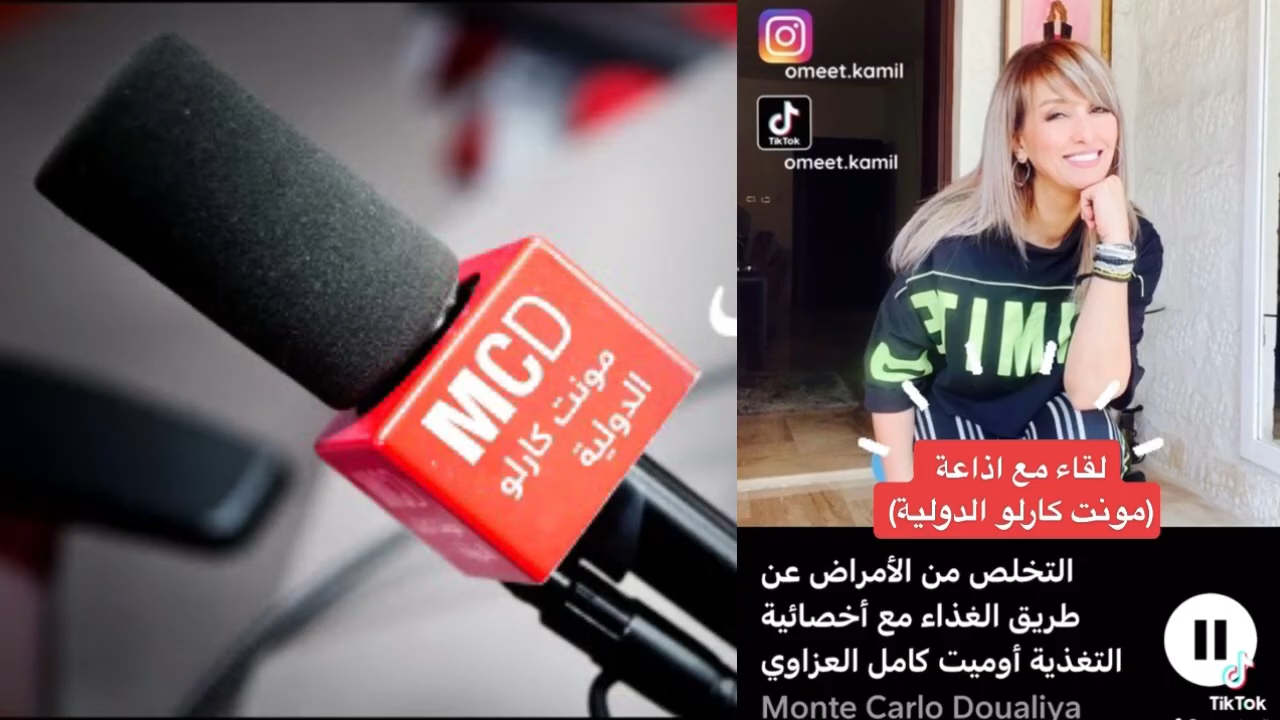 MCD
مونت كارلو
الدولية
omeet.kamil
TikTok
omeet.kamil
TIME
لقاء مع اذاعة
(مونت كارلو الدولية)
التخلص من الأمراض عن
طريق الغذاء مع أخصائية
التغذية أوميت كامل العزاوي
Monte Carlo Doualiya
TikTok